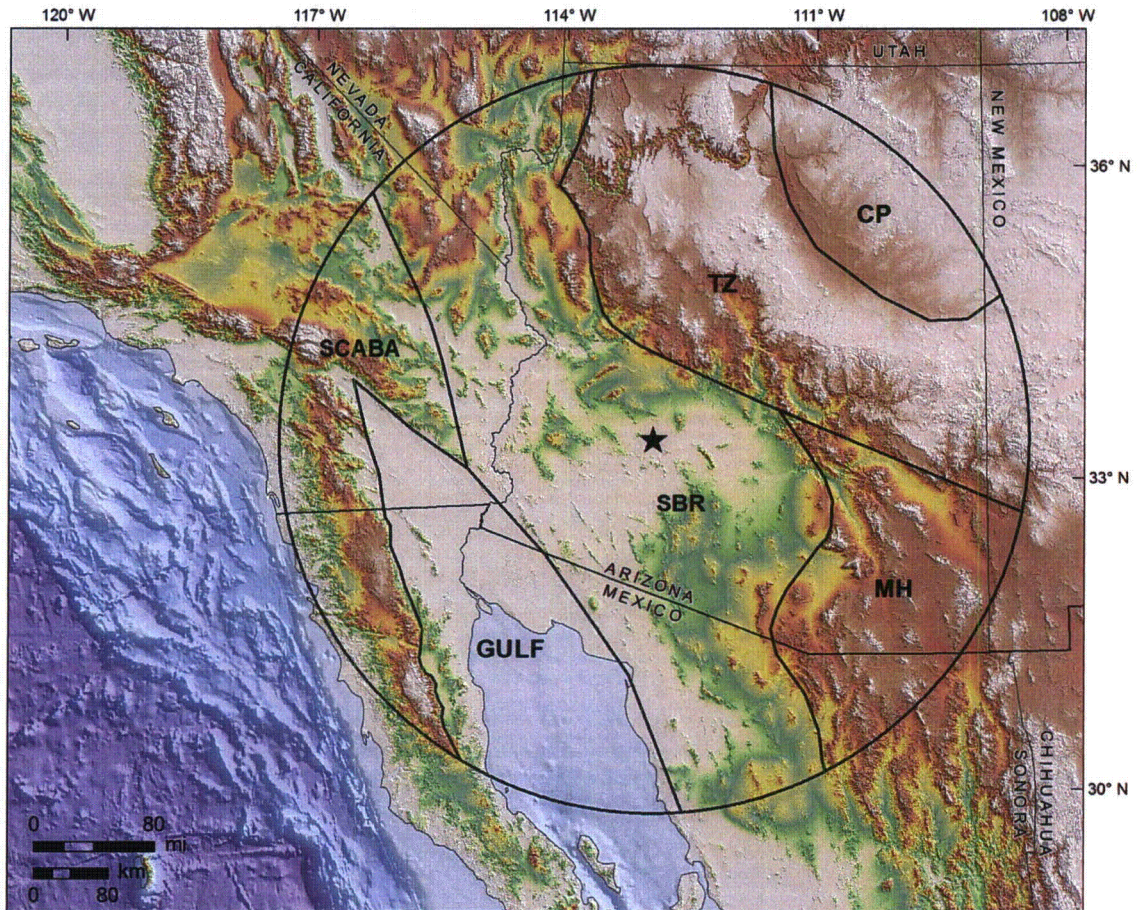 120° W 117° W 114° W 111° W 108° W
UTAH
NEVADA
CALIFORNIA
NEW MEXICO
36° N
CP
TZ
SCABA
33° N
SBR
ARIZONA
MEXICO
MH
GULF
CHIHUAHUA
SONORA
30° N
0 80
mi
km
0 80